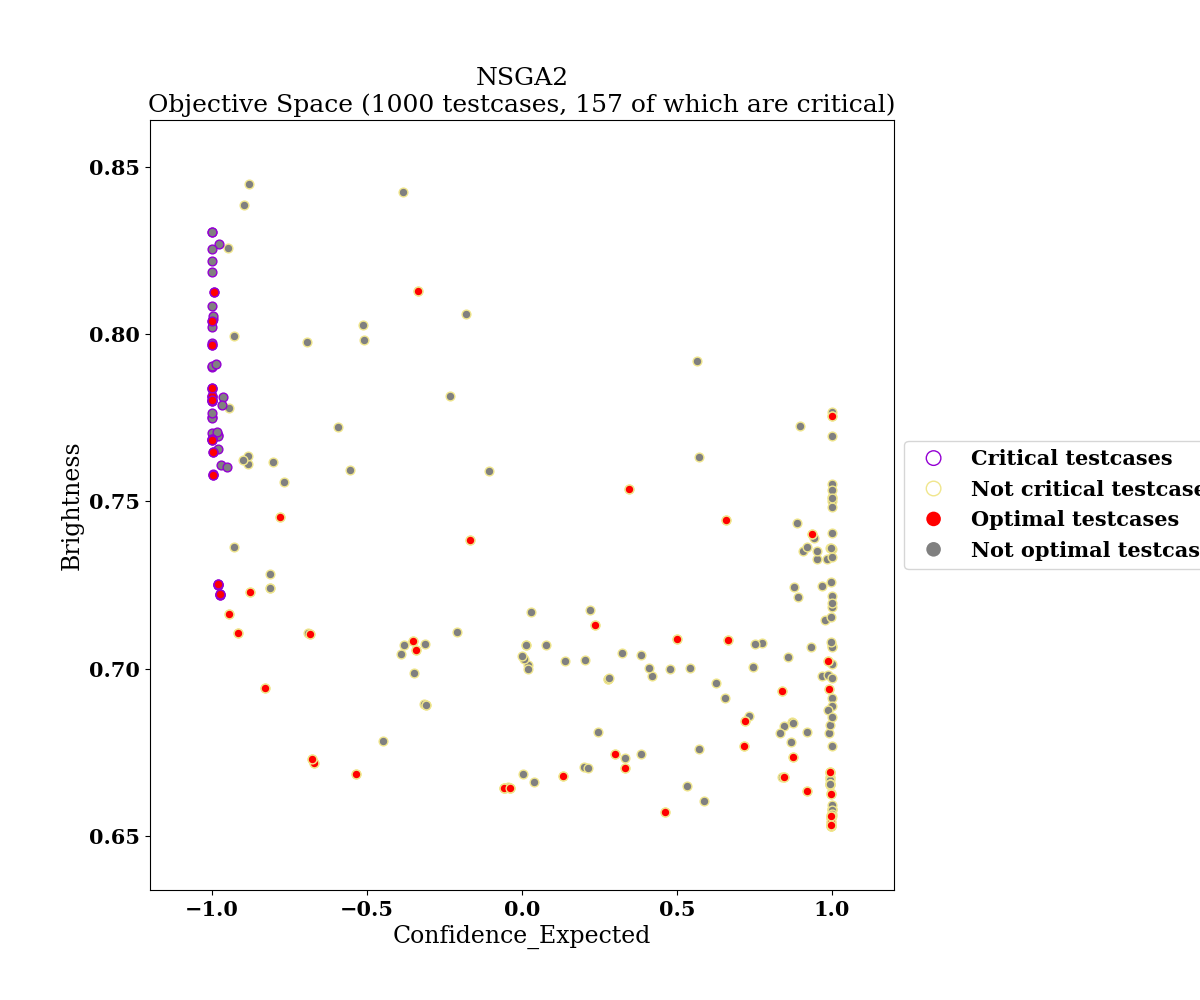 NSGA2
Objective Space (1000 testcases, 157 of which are critical)
0.85
0.80
0.75
0.70
0.65
Brightness
−1.0
−0.5
0.0
0.5
1.0
Confidence_Expected
Critical testcases
Not critical testcase
Optimal testcases
Not optimal testcas